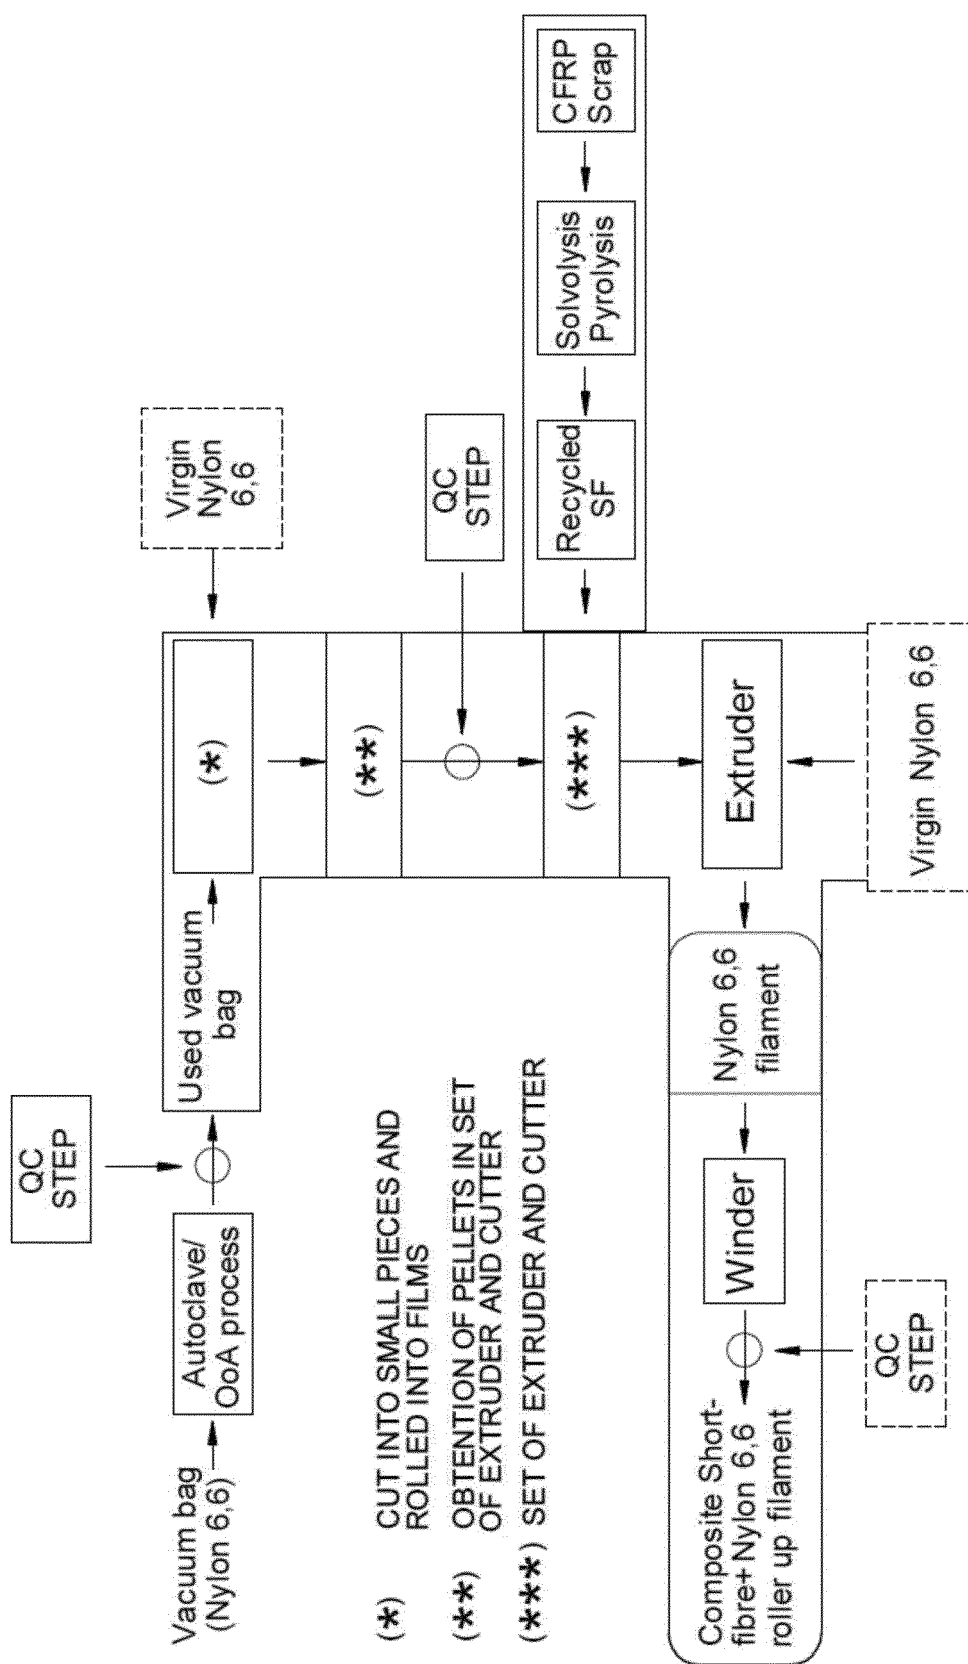 QC
STEP
Vacuum bag
(Nylon 6,6)
Autoclave/
OoA process
Used vacuum
bag
(*)
Virgin
Nylon
6,6
(**)
QC
STEP
(***)
Recycled
SF
Solvolysis
Pyrolysis
CFRP
Scrap
(*) CUT INTO SMALL PIECES AND
ROLLED INTO FILMS
(**) OBTENTION OF PELLETS IN SET
OF EXTRUDER AND CUTTER
(***) SET OF EXTRUDER AND CUTTER
Composite Short-
fibre+ Nylon 6,6
roller up filament
Winder
Nylon 6,6
filament
Extruder
QC
STEP
Virgin Nylon 6,6